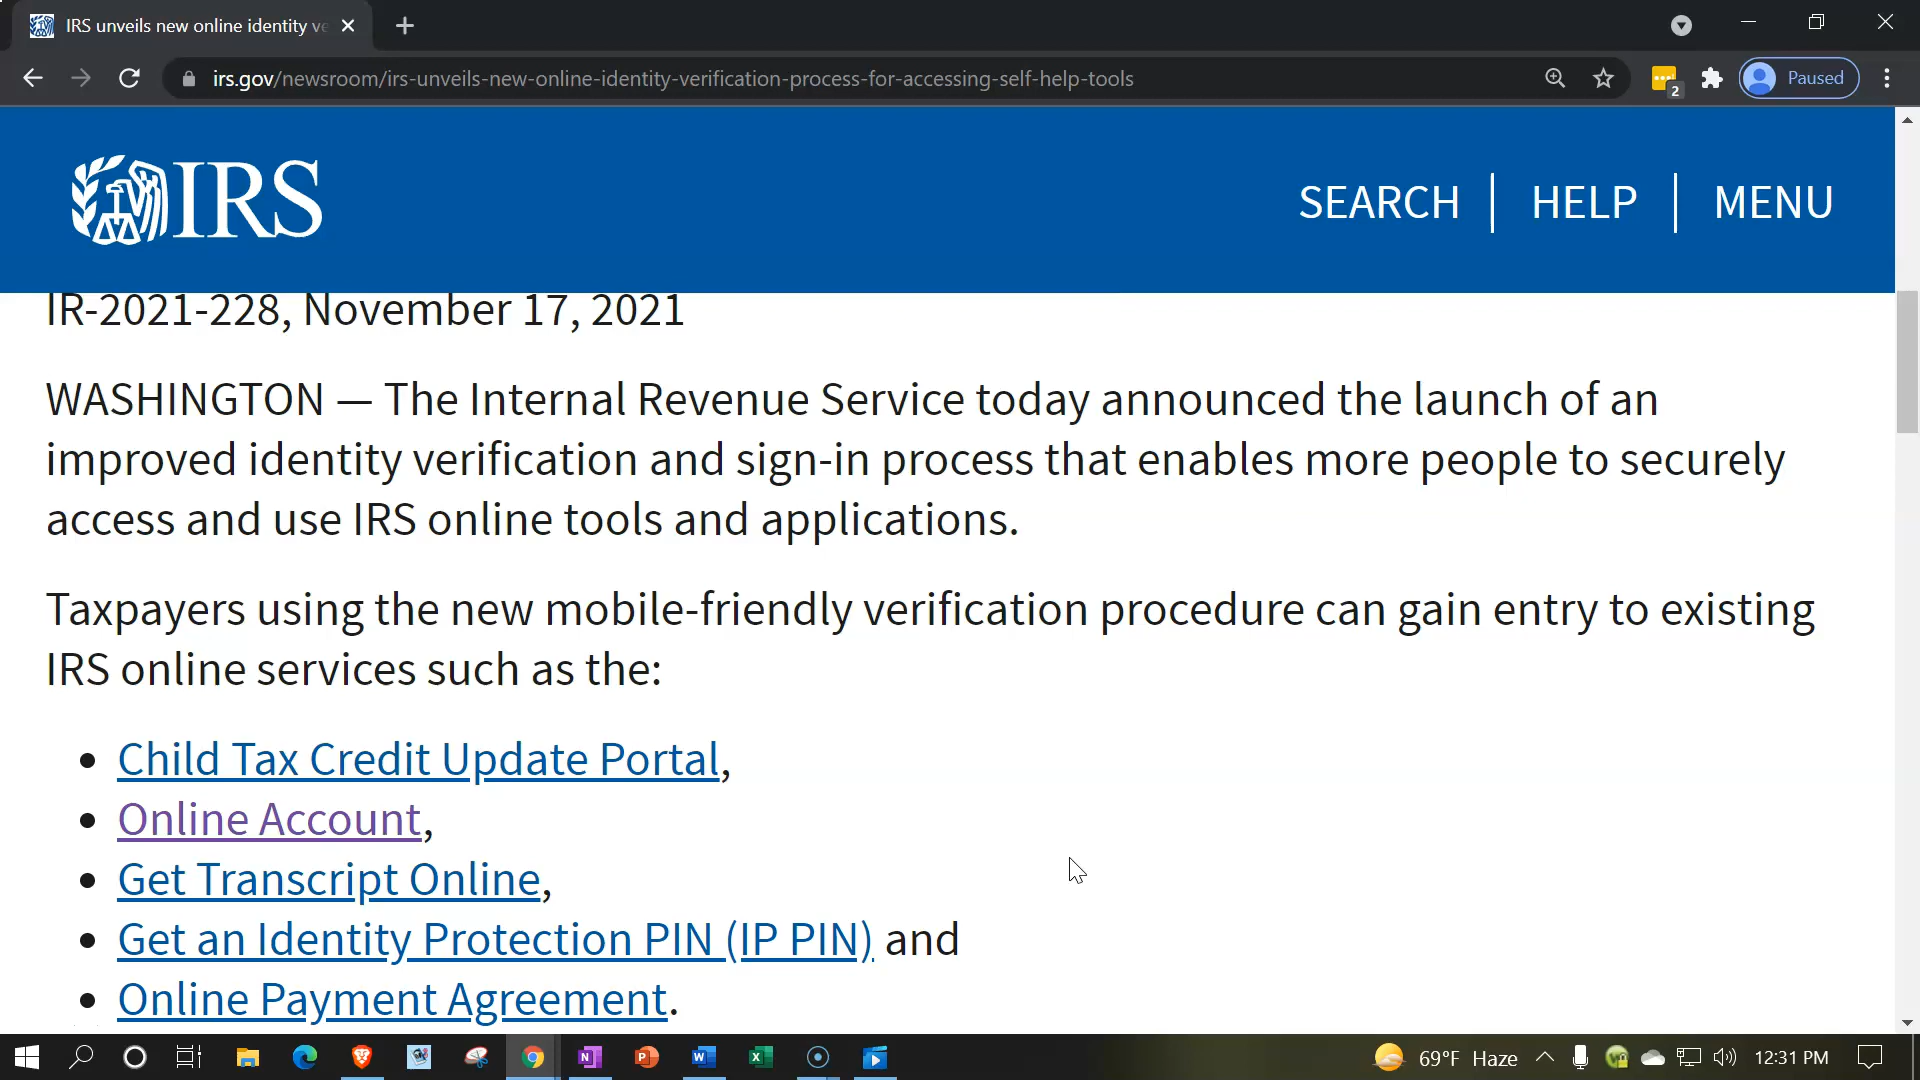 IRS unveils new online identity ve
irs.gov/newsroom/irs-unveils-new-online-identity-verification-process-for-accessing-self-help-tools
2
Paused
IRS
SEARCH
HELP
MENU
IR-2021-228, November 17, 2021
WASHINGTON — The Internal Revenue Service today announced the launch of an
improved identity verification and sign-in process that enables more people to securely
access and use IRS online tools and applications.
Taxpayers using the new mobile-friendly verification procedure can gain entry to existing
IRS online services such as the:
• Child Tax Credit Update Portal,
• Online Account,
• Get Transcript Online,
• Get an Identity Protection PIN (IP PIN) and
• Online Payment Agreement.
69°F Haze
12:31 PM